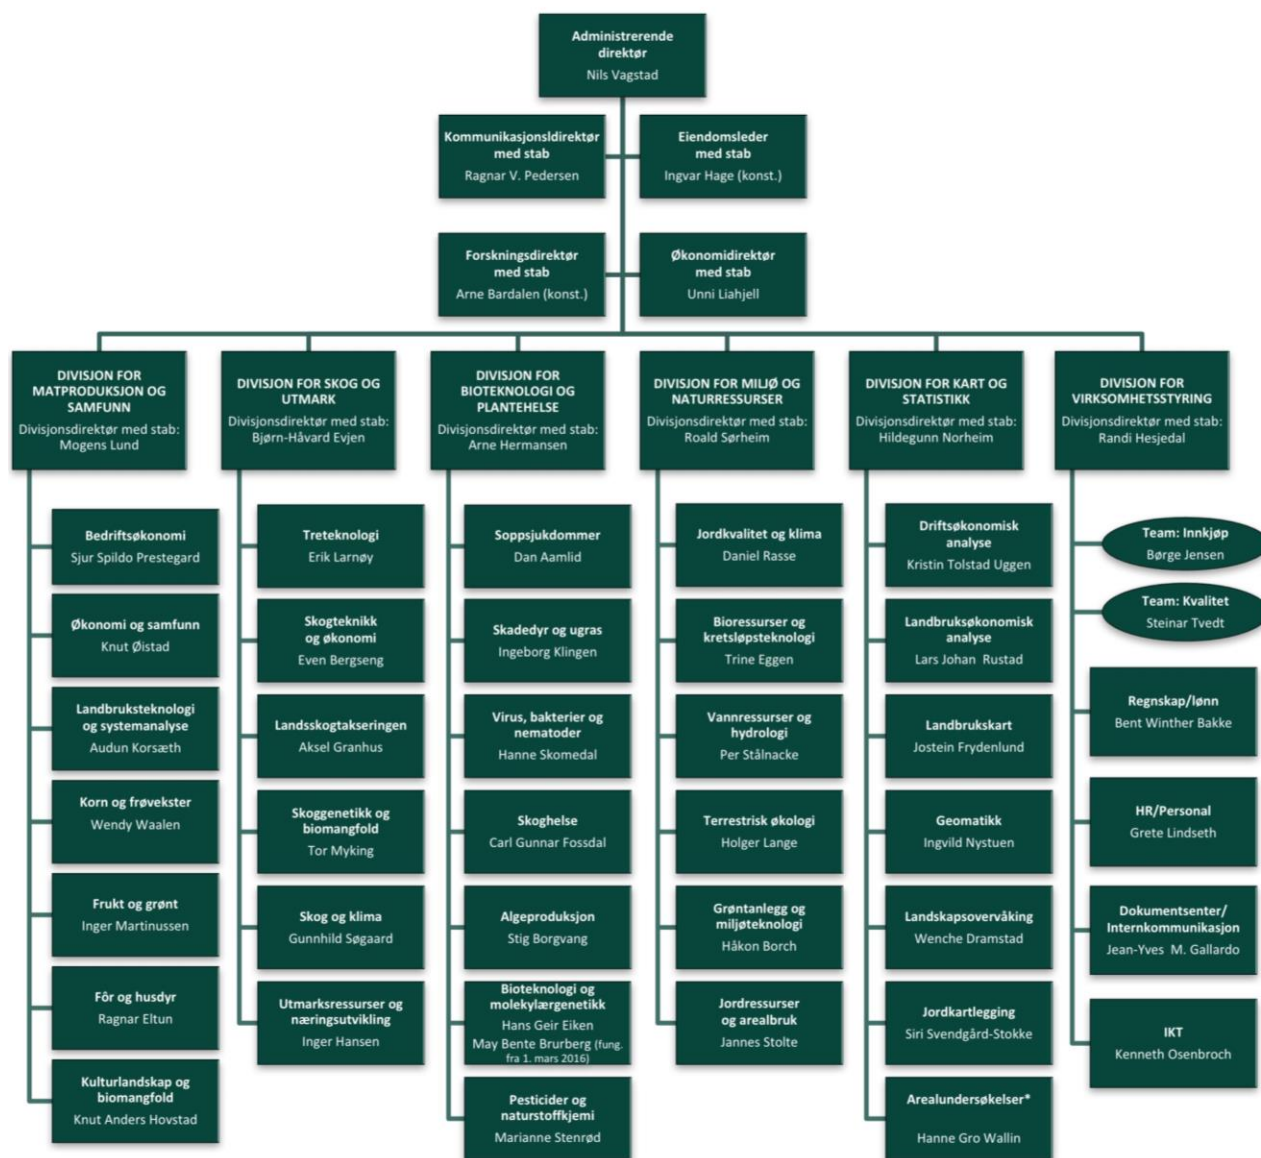 Administrerende
direktør
Nils Vagstad
Kommunikasjonsldirektør
med stab
Ragnar V. Pedersen
Eiendomsleder
med stab
Ingvar Hage (konst.)
Forskningsdirektør
med stab
Arne Bardalen (konst.)
Økonomidirektør
med stab
Unni Liahjell
DIVISJON FOR
MATPRODUKSJON OG
SAMFUNN
Divisjonsdirektør med stab:
Mogens Lund
Bedriftsøkonomi
Sjur Spildo Prestegard
Økonomi og samfunn
Knut Øistad
Landbruksteknologi
og systemanalyse
Audun Korsæth
Korn og frøvekster
Wendy Waalen
Frukt og grønt
Inger Martinussen
Fôr og husdyr
Ragnar Eltun
Kulturlandskap og
biomangfold
Knut Anders Hovstad
DIVISJON FOR SKOG OG
UTMARK
Divisjonsdirektør med stab:
Bjørn-Håvard Evjen
Treteknologi
Erik Larnøy
Skogteknikk
og økonomi
Even Bergseng
Landsskogtakseringen
Aksel Granhus
Skoggenetikk og
biomangfold
Tor Myking
Skog og klima
Gunnhild Søgaard
Utmarksressurser og
næringsutvikling
Inger Hansen
DIVISJON FOR
BIOTEKNOLOGI OG
PLANTEHELSE
Divisjonsdirektør med stab:
Arne Hermansen
Soppsjukdommer
Dan Aamlid
Skadedyr og ugras
Ingeborg Klingen
Virus, bakterier og
nematoder
Hanne Skomedal
Skoghelse
Carl Gunnar Fossdal
Algeproduksjon
Stig Borgvang
Bioteknologi og
molekylærgenetikk
Hans Geir Eiken
May Bente Brurberg (fung.
fra 1. mars 2016)
Pesticider og
naturstoffkjemi
Marianne Stenrød
DIVISJON FOR MILJØ OG
NATURRESSURSER
Divisjonsdirektør med stab:
Roald Sørheim
Jordkvalitet og klima
Daniel Rasse
Bioressurser og
kretsløpsteknologi
Trine Eggen
Vannressurser og
hydrologi
Per Stålnacke
Terrestrisk økologi
Holger Lange
Grøntanlegg og
miljøteknologi
Håkon Borch
Jordressurser
og arealbruk
Jannes Stolte
DIVISJON FOR KART OG
STATISTIKK
Divisjonsdirektør med stab:
Hildegunn Norheim
Driftsøkonomisk
analyse
Kristin Tolstad Uggen
Landbruksøkonomisk
analyse
Lars Johan Rustad
Landbrukskart
Jostein Frydenlund
Geomatikk
Ingvild Nystuen
Landskapsovervåking
Wenche Dramstad
Jordkartlegging
Siri Svendgård-Stokke
Arealundersøkelser*
Hanne Gro Wallin
DIVISJON FOR
VIRKSOMHETSSTYRING
Divisjonsdirektør med stab:
Randi Hesjedal
Team: Innkjøp
Børge Jensen
Team: Kvalitet
Steinar Tvedt
Regnskap/lønn
Bent Winther Bakke
HR/Personal
Grete Lindseth
Dokumentsenter/
Internkommunikasjon
Jean-Yves M. Gallardo
IKT
Kenneth Osenbroch